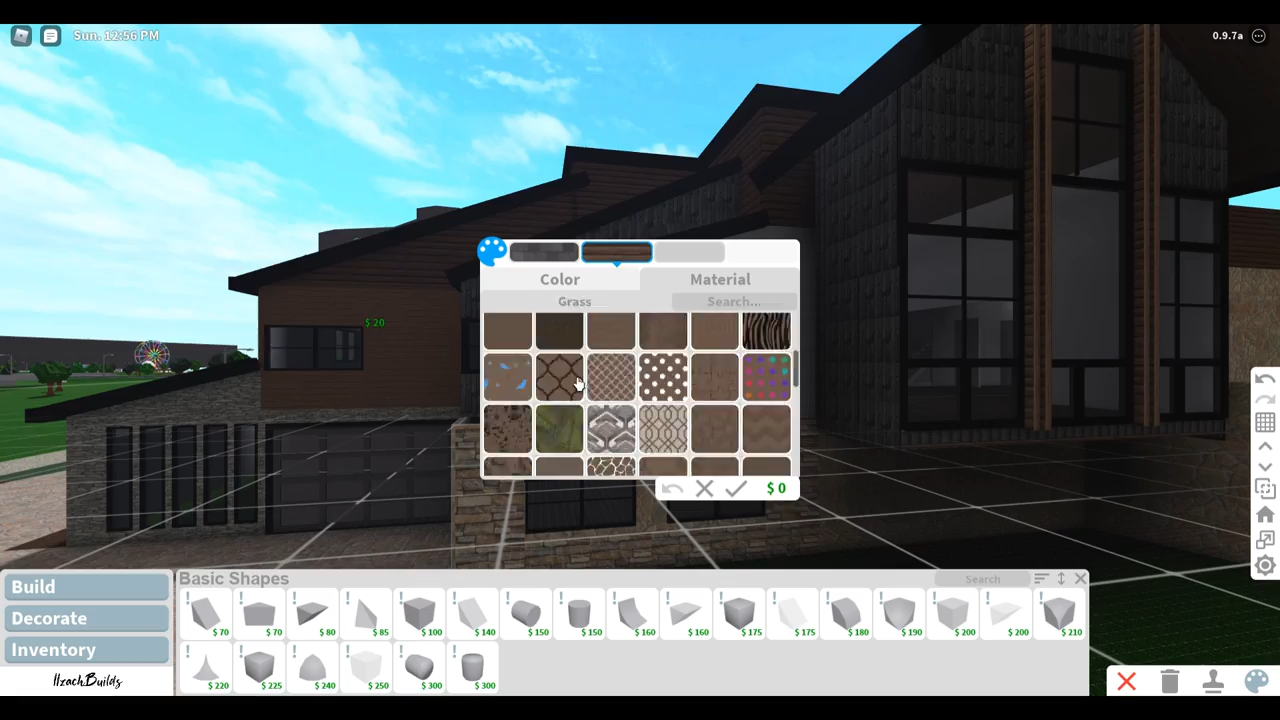 Sun. 12:56 PM
0.9.7a
$ 20
Color
Material
Grass
Search...
$ 0
Build
Decorate
Inventory
IIzachBuilds
Basic Shapes
Search
$ 70
$ 70
$ 80
$ 85
$ 100
$ 140
$ 150
$ 150
$ 160
$ 160
$ 175
$ 175
$ 180
$ 190
$ 200
$ 200
$ 210
$ 220
$ 225
$ 240
$ 250
$ 300
$ 300